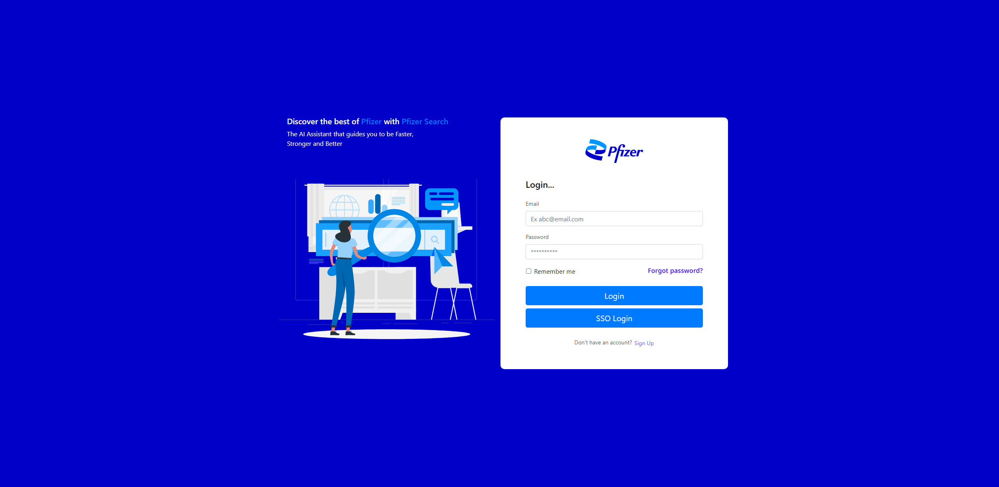 Discover the best of Pfizer with Pfizer Search
The AI Assistant that guides you to be Faster,
Stronger and Better
Pfizer
Login...
Email
Ex abc@email.com
Password
**********
Remember me
Forgot password?
Login
SSO Login
Don't have an account? Sign Up